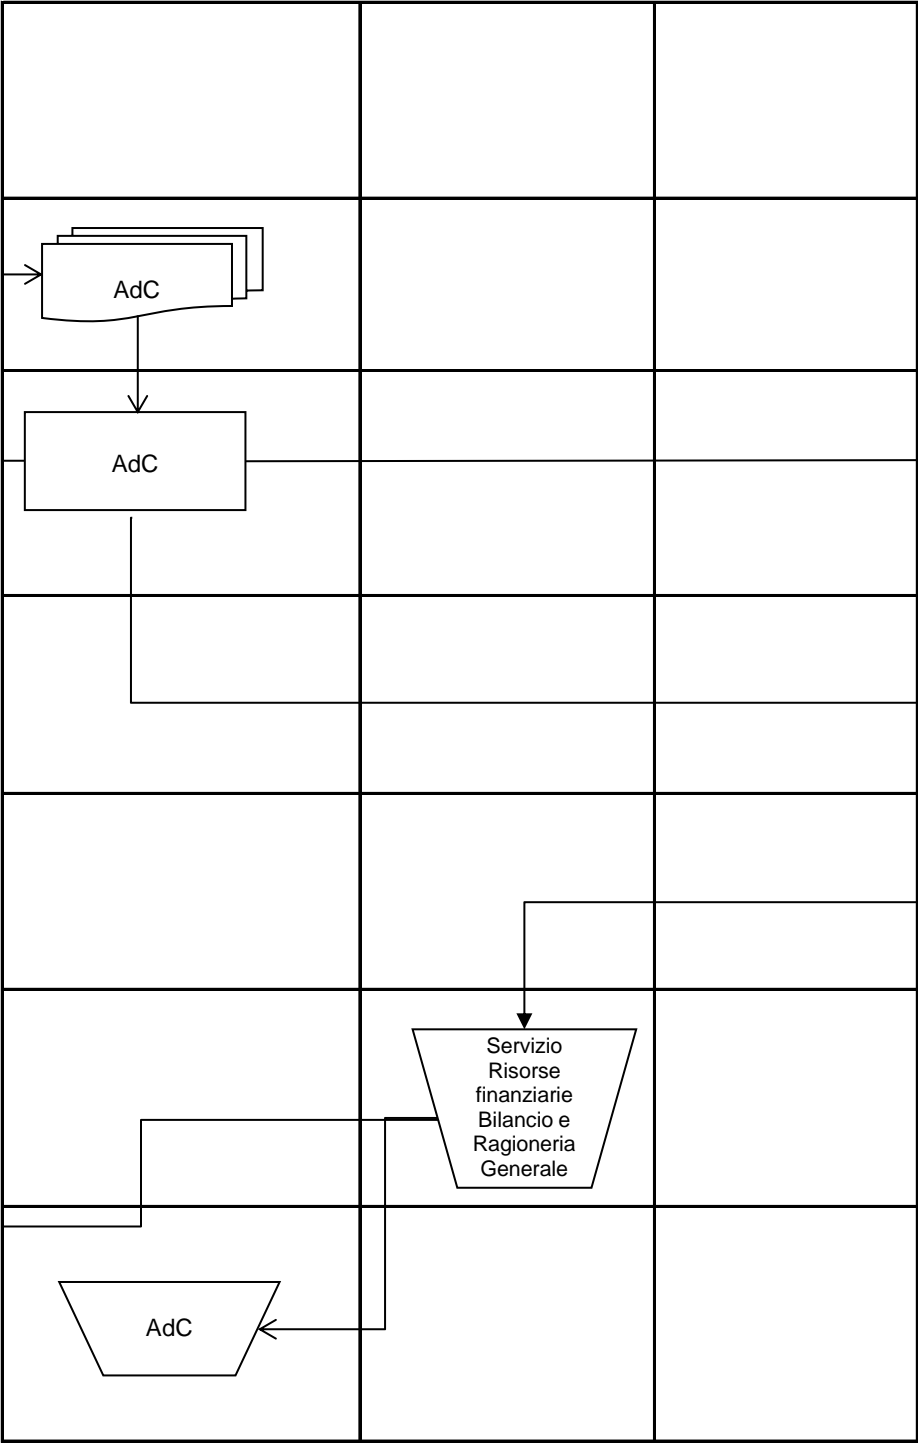 AdC
AdC
Servizio
Risorse
finanziarie
Bilancio e
Ragioneria
Generale
AdC